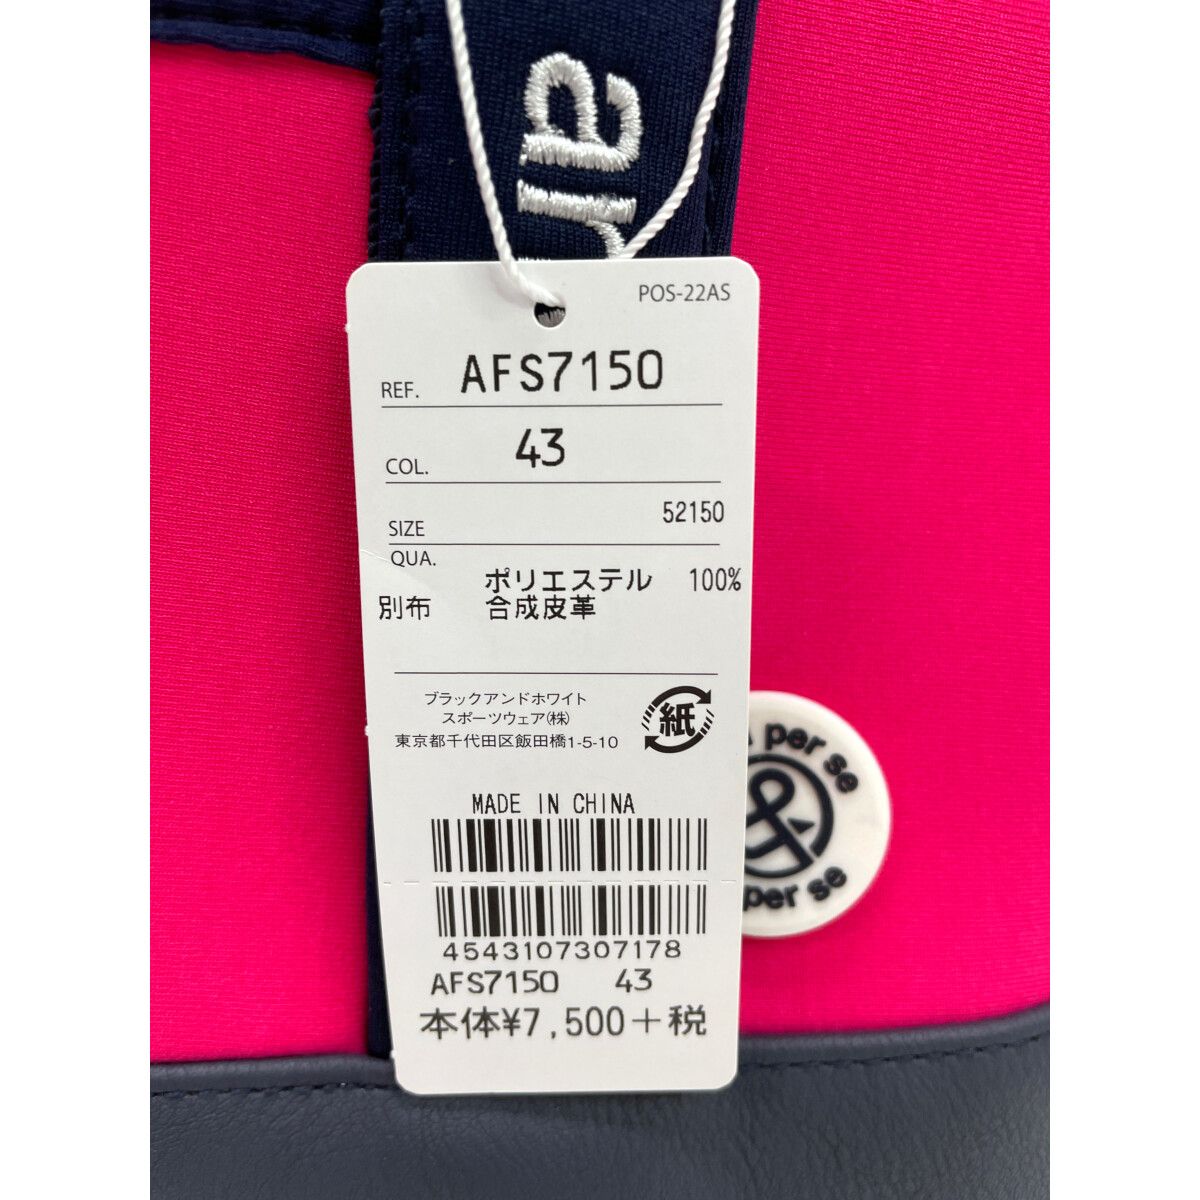 POS-22AS
REF. AFS7150
COL. 43
SIZE 52150
QUA.
ポリエステル 100%
別布 合成皮革
ブラックアンドホワイト
スポーツウェア(株)
東京都千代田区飯田橋1-5-10
紙
MADE IN CHINA
4543107307178
AFS7150 43
本体¥7,500+税
per se
per se